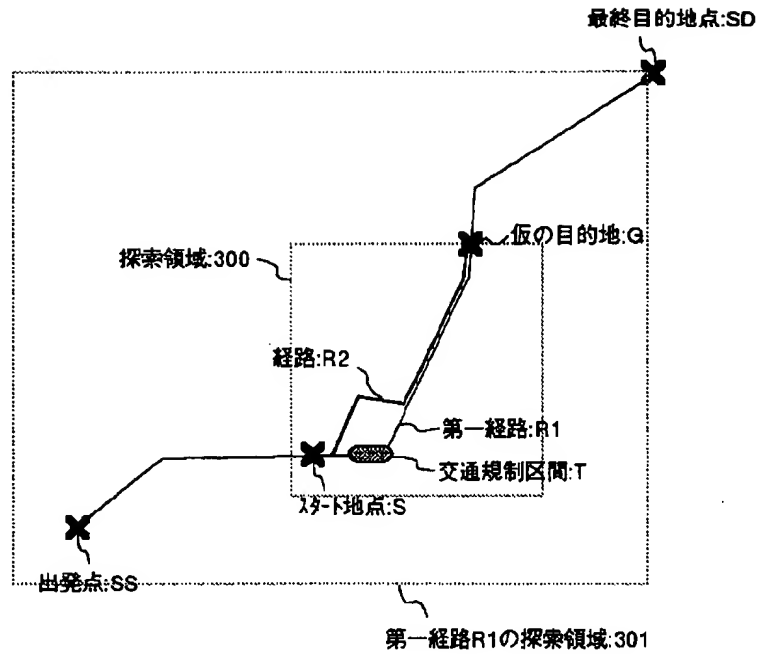 最終目的地点:SD
仮の目的地:G
探索領域:300
経路:R2
第一経路:R1
交通規制区間:T
スタート地点:S
出発点:SS
第一経路R1の探索領域:301